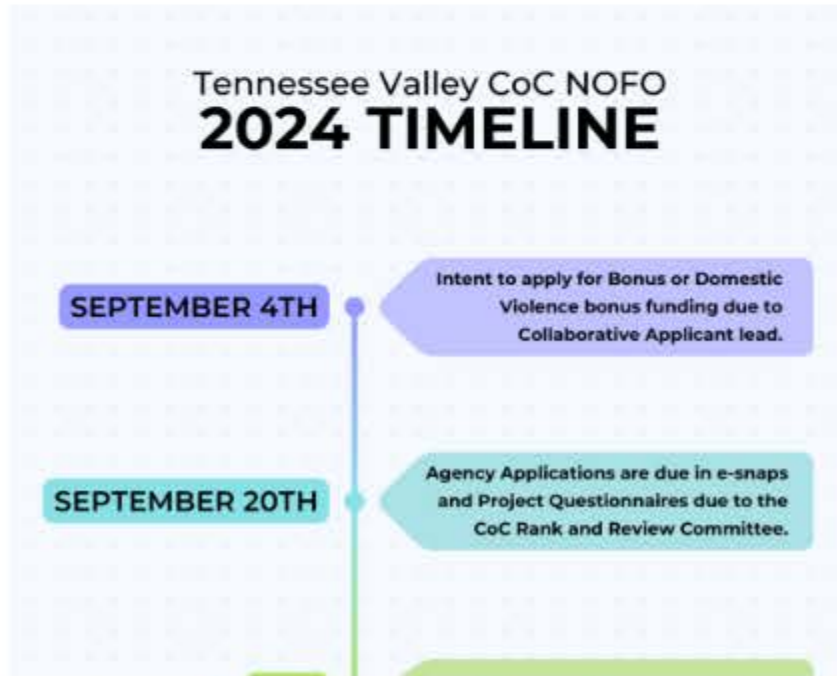 Tennessee Valley CoC NOFO
2024 TIMELINE
SEPTEMBER 4TH
Intent to apply for Bonus or Domestic
Violence bonus funding due to
Collaborative Applicant lead.
SEPTEMBER 20TH
Agency Applications are due in e-snaps
and Project Questionnaires due to the
CoC Rank and Review Committee.